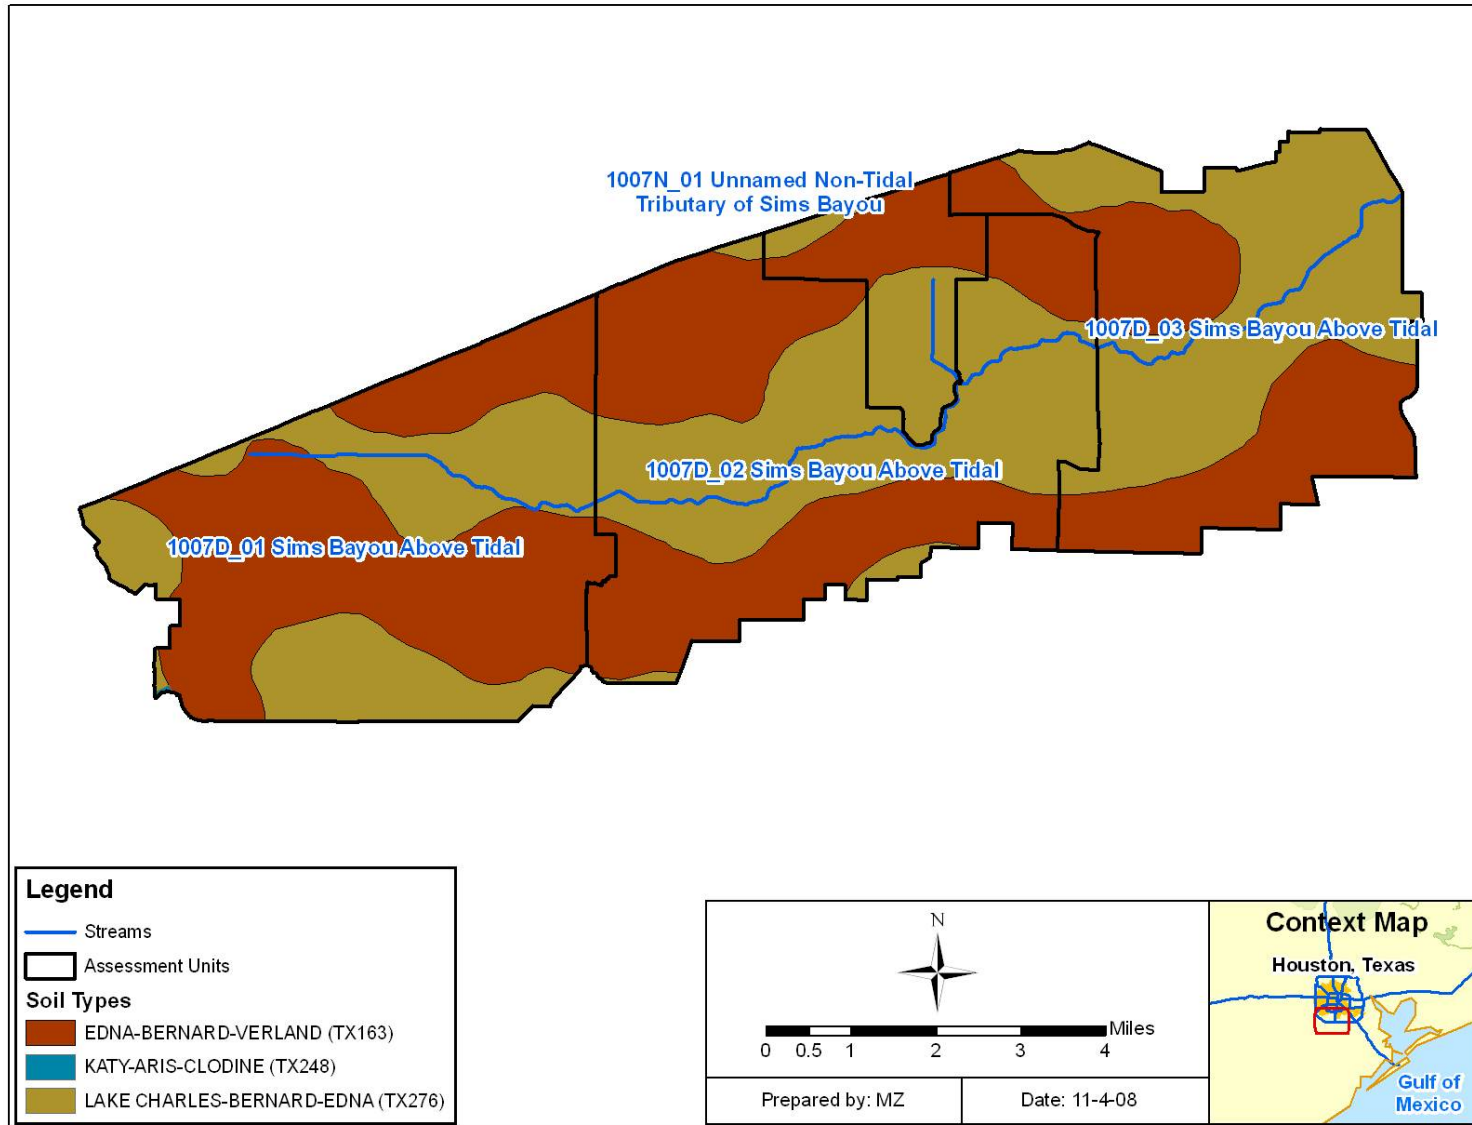 1007N_01 Unnamed Non-Tidal
Tributary of Sims Bayou
1007D_03 Sims Bayou Above Tidal
1007D_02 Sims Bayou Above Tidal
1007D_01 Sims Bayou Above Tidal
Legend
Streams
Assessment Units
Soil Types
EDNA-BERNARD-VERLAND (TX163)
KATY-ARIS-CLODINE (TX248)
LAKE CHARLES-BERNARD-EDNA (TX276)
N
Miles
0 0.5 1 2 3 4
Prepared by: MZ
Date: 11-4-08
Context Map
Houston, Texas
Gulf of
Mexico